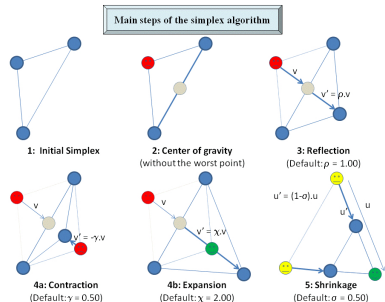 Main steps of the simplex algorithm
1: Initial Simplex
2: Center of gravity
(without the worst point)
v
v' = ρ.v
3: Reflection
(Default: ρ = 1.00)
v
v' = -γ.v
4a: Contraction
(Default: γ = 0.50)
v
v' = χ.v
4b: Expansion
(Default: χ = 2.00)
u' = (1-σ).u
u
u'
5: Shrinkage
(Default: σ = 0.50)